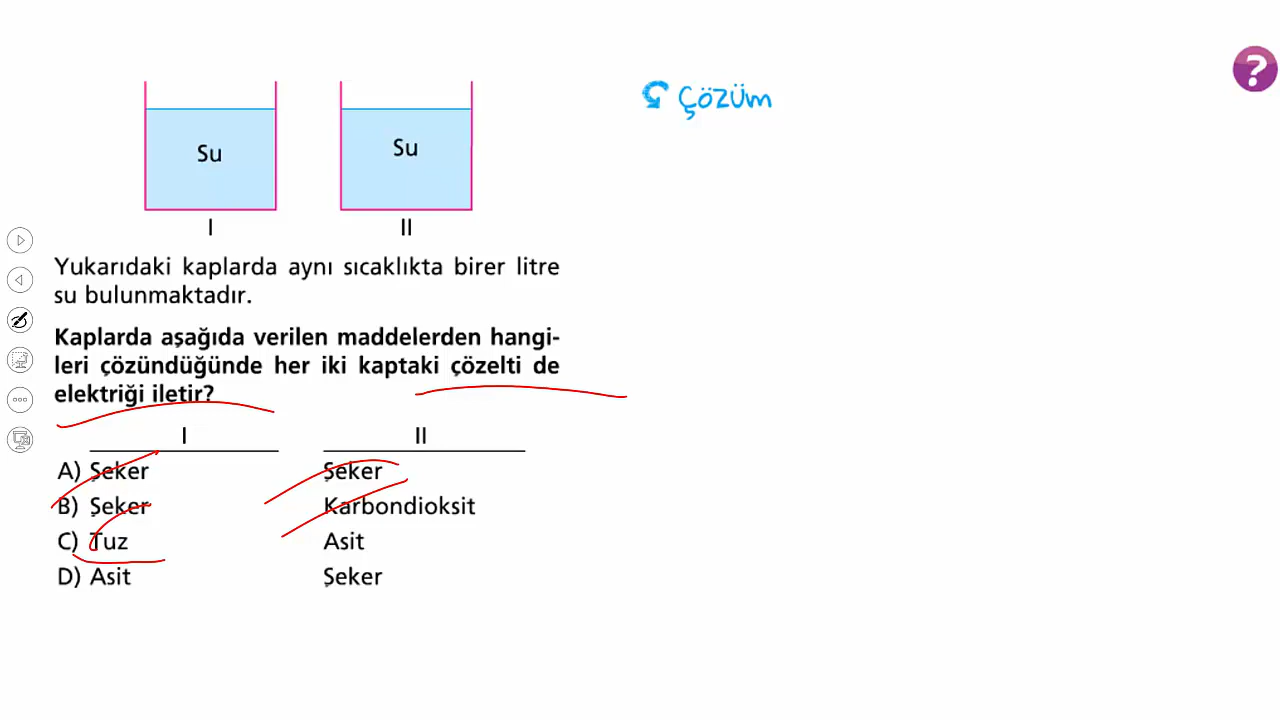 Çözüm
?
Su
Su
I
II
Yukarıdaki kaplarda aynı sıcaklıkta birer litre
su bulunmaktadır.
Kaplarda aşağıda verilen maddelerden hangi-
leri çözündüğünde her iki kaptaki çözelti de
elektriği iletir?
I II
A) Şeker Şeker
B) Şeker Karbondioksit
C) Tuz Asit
D) Asit Şeker